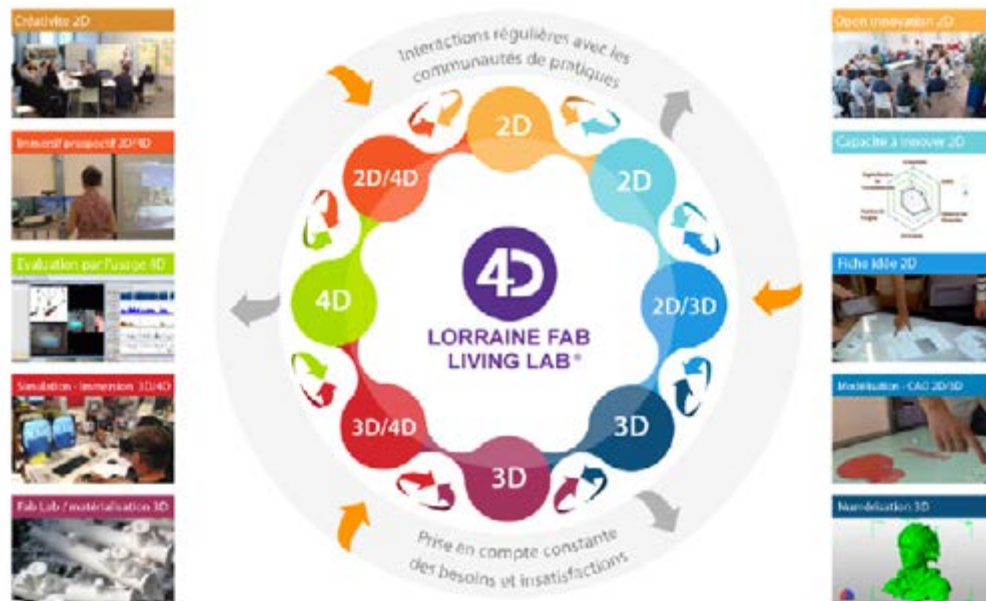 Créativité 2D
Immersif prospectif 2D/4D
Evaluation par l'usage 4D
Simulation - Immersion 3D/4D
Fab Lab / matérialisation 3D
Interactions régulières avec les
communautés de pratiques
2D
2D
2D/3D
3D
3D
3D/4D
4D
2D/4D
4D
LORRAINE FAB
LIVING LAB®
Prise en compte constante
des besoins et insatisfactions
Open innovation 2D
Capacité à innover 2D
Fiche Idée 2D
Modélisation - CAO 2D/3D
Numérisation 3D